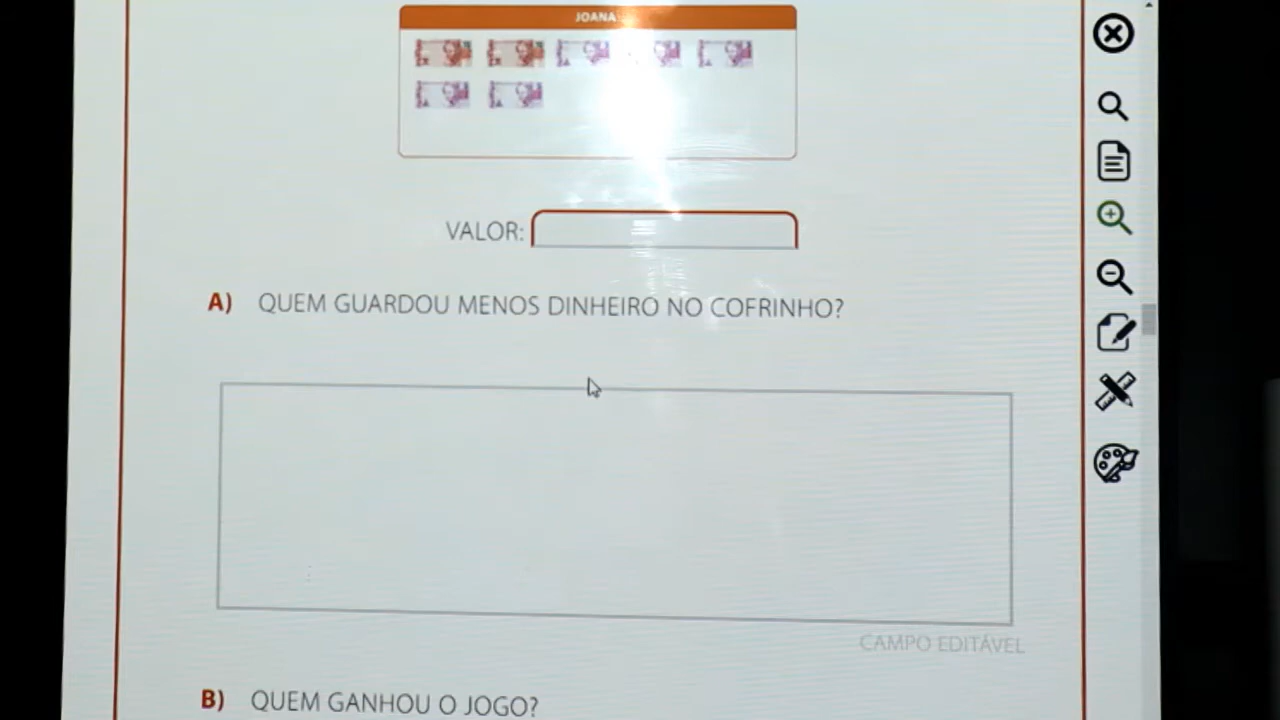 JOANA
VALOR:
A) QUEM GUARDOU MENOS DINHEIRO NO COFRINHO?
CAMPO EDITÁVEL
B) QUEM GANHOU O JOGO?